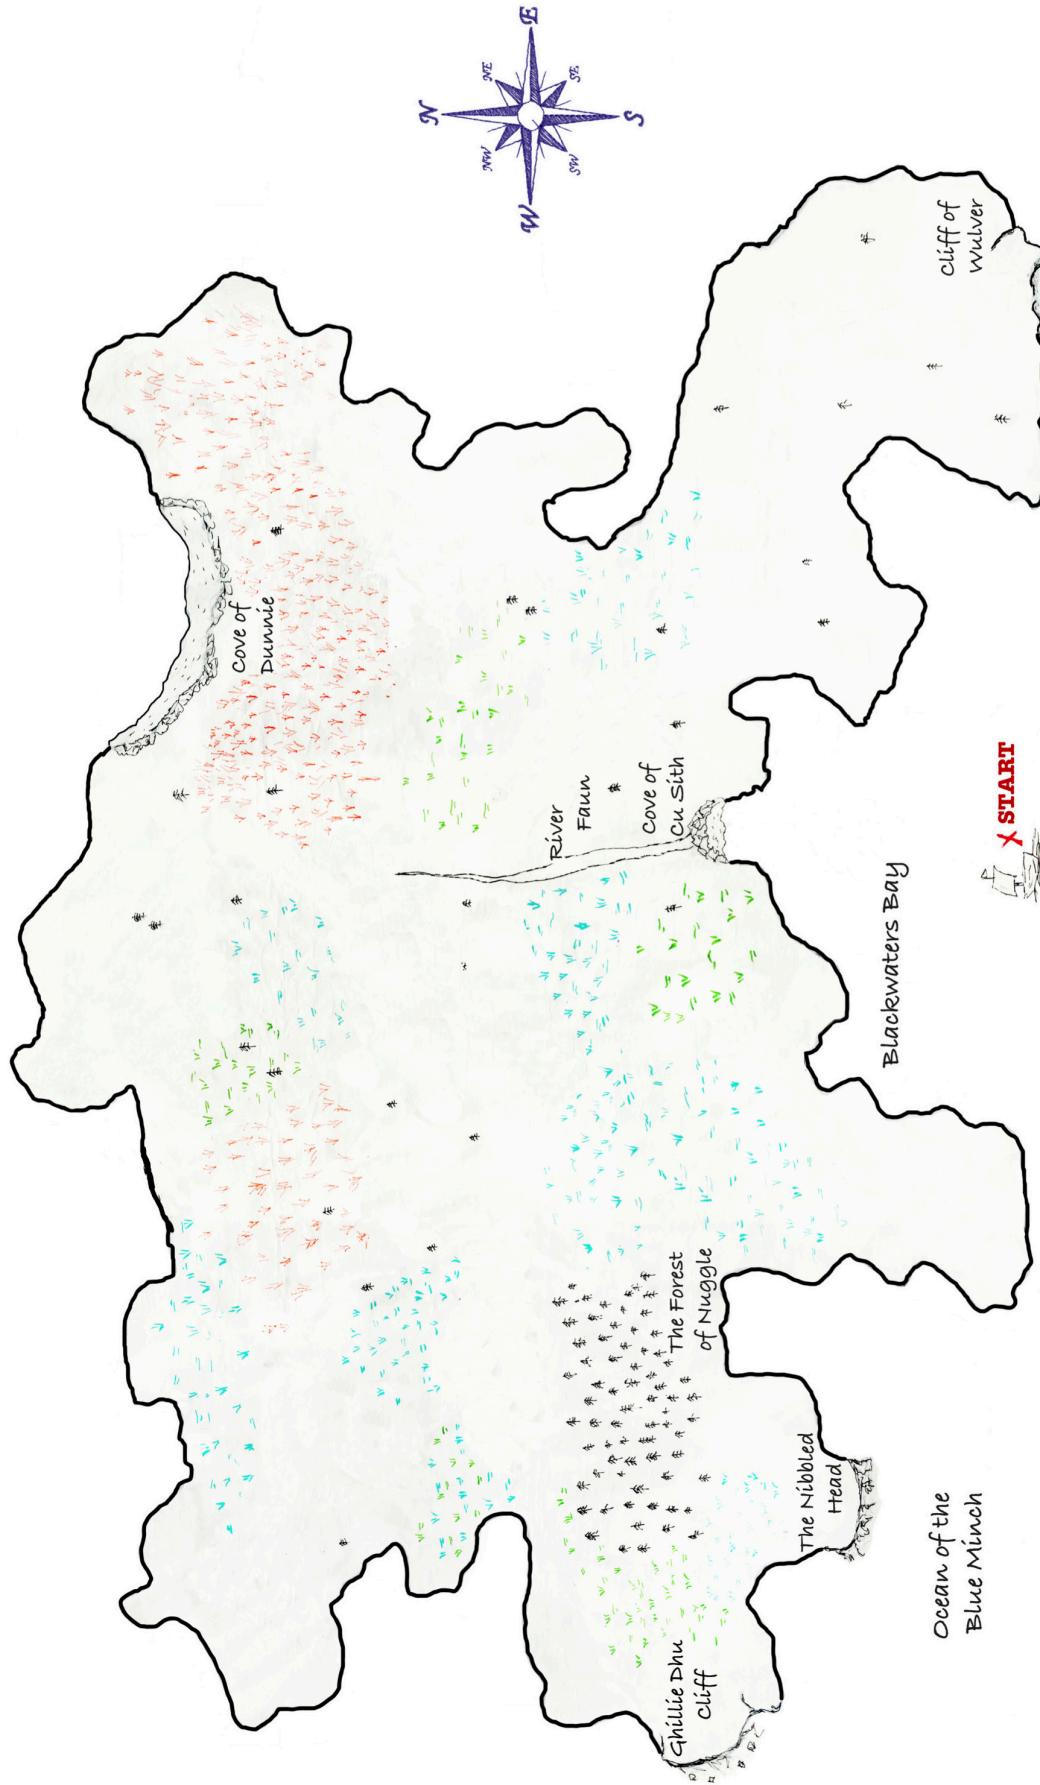 Cove of
Dunnie
N
NW
NE
W
E
SW
SE
S
River
Faun
Cove of
Cu Sith
Ghillie Dhu
Cliff
The Forest
of Nuggle
The Nibbled
Head
Blackwaters Bay
Cliff of
Wulver
Ocean of the
Blue Minch
X START